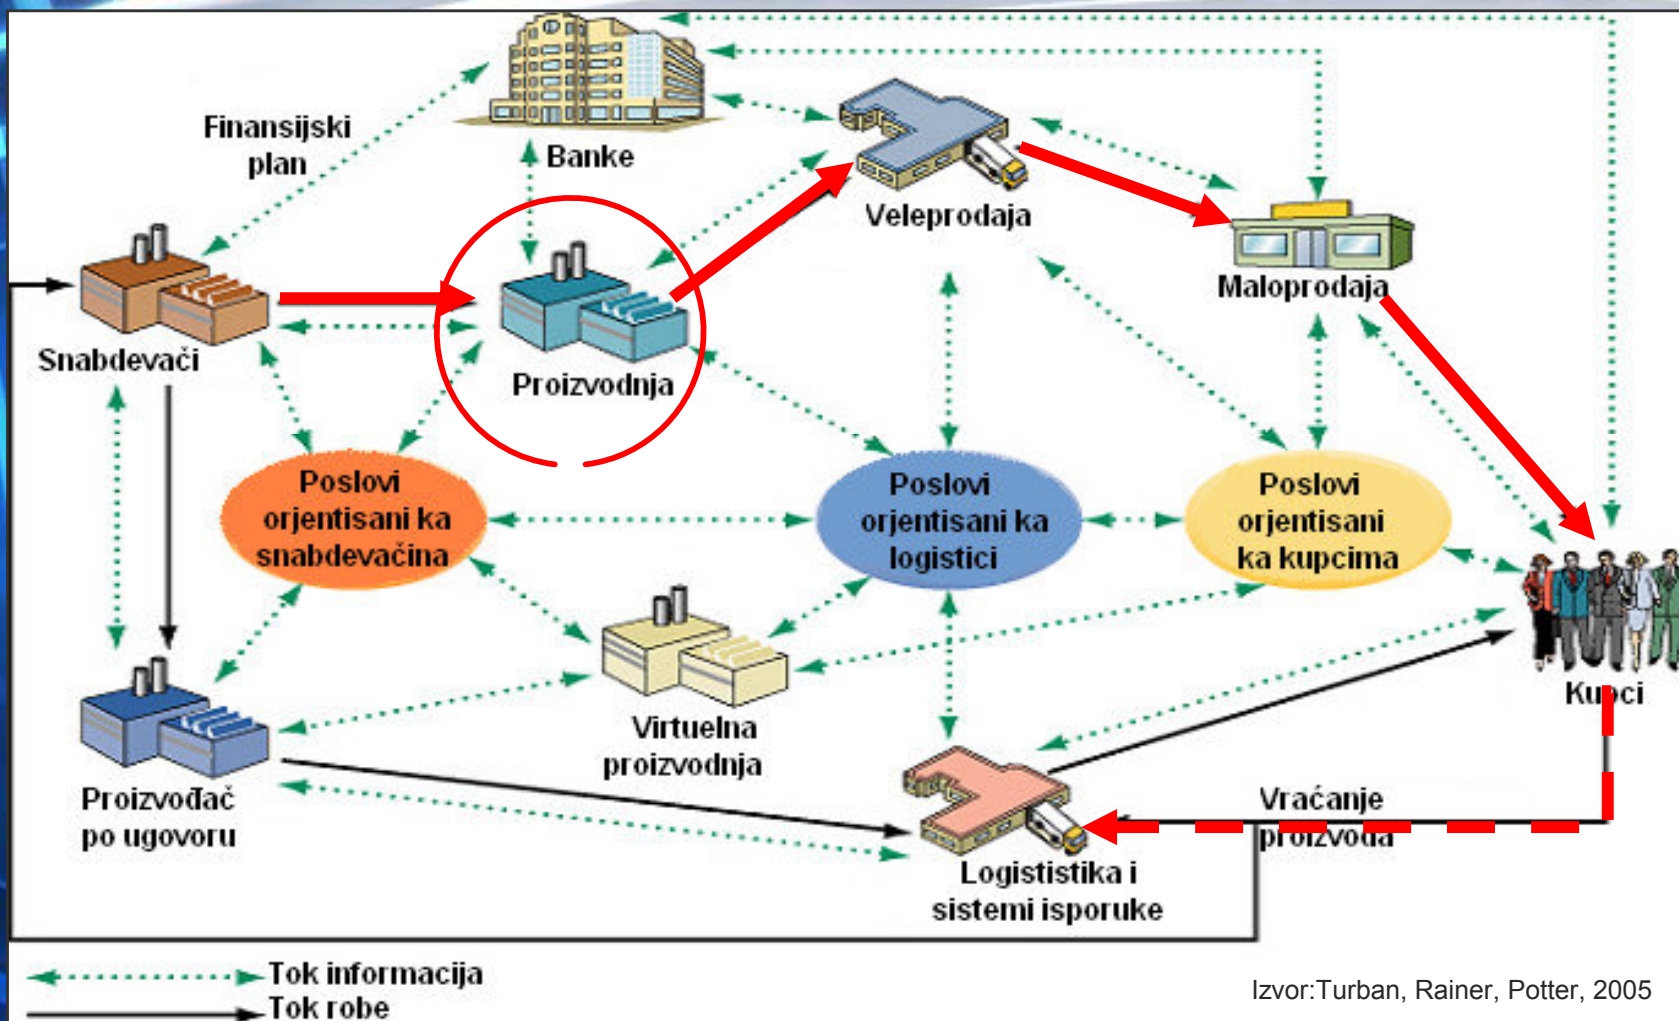 Finansijski
plan
Banke
Veleprodaja
Maloprodaja
Snabdevači
Proizvodnja
Poslovi
orjentisani ka
snabdevačina
Poslovi
orjentisani ka
logistici
Poslovi
orjentisani
ka kupcima
Kupci
Virtuelna
proizvodnja
Proizvođač
po ugovoru
Vraćanje
proizvoda
Logististika i
sistemi isporuke
Tok informacija
Tok robe
Izvor:Turban, Rainer, Potter, 2005